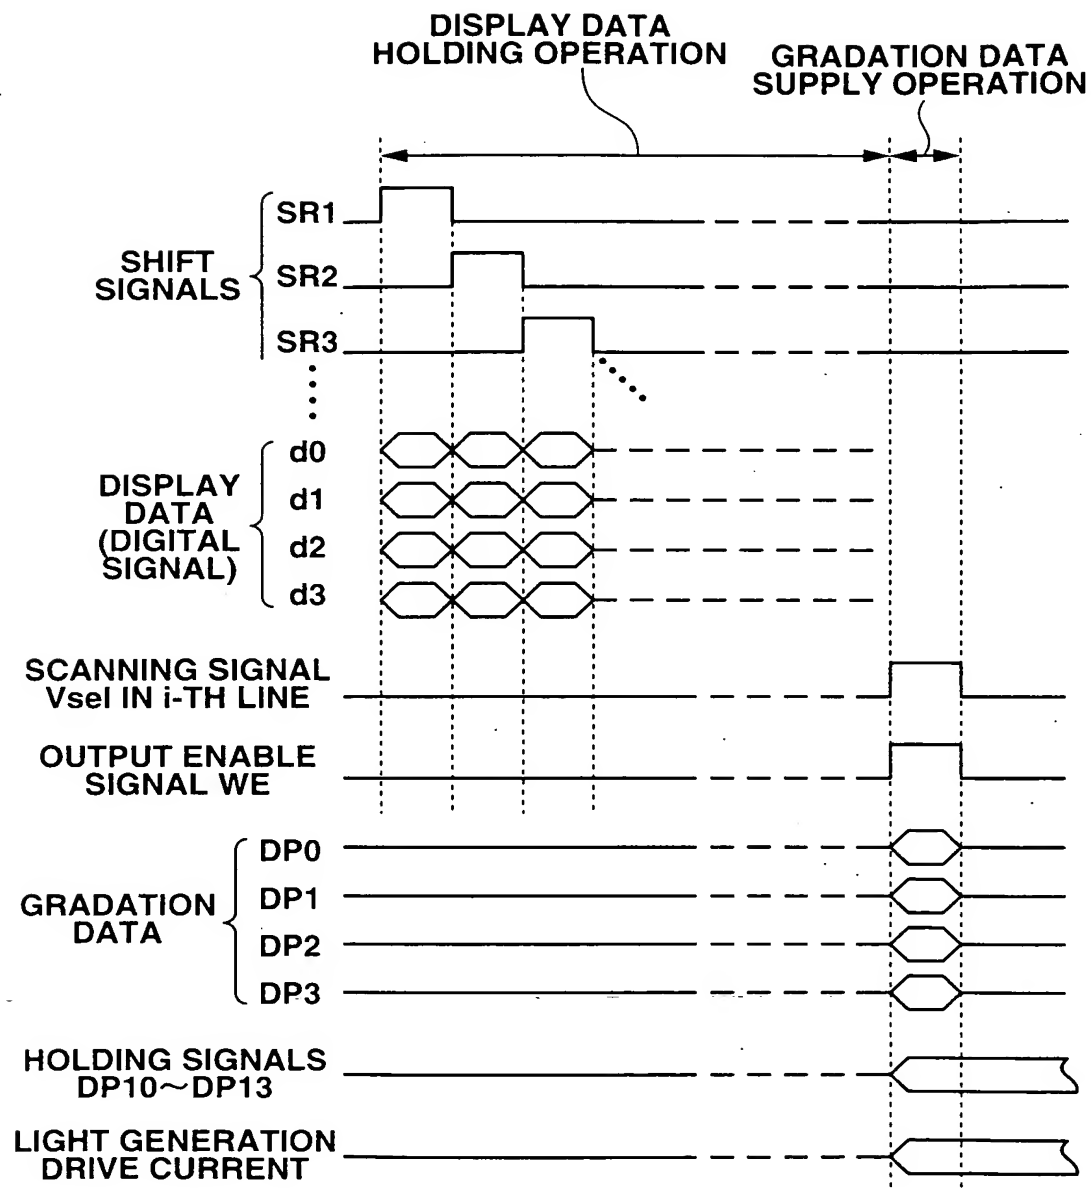 DISPLAY DATA
HOLDING OPERATION
GRADATION DATA
SUPPLY OPERATION
SHIFT
SIGNALS
SR1
SR2
SR3
DISPLAY
DATA
(DIGITAL
SIGNAL)
d0
d1
d2
d3
SCANNING SIGNAL
Vsel IN i-TH LINE
OUTPUT ENABLE
SIGNAL WE
GRADATION
DATA
DP0
DP1
DP2
DP3
HOLDING SIGNALS
DP10~DP13
LIGHT GENERATION
DRIVE CURRENT